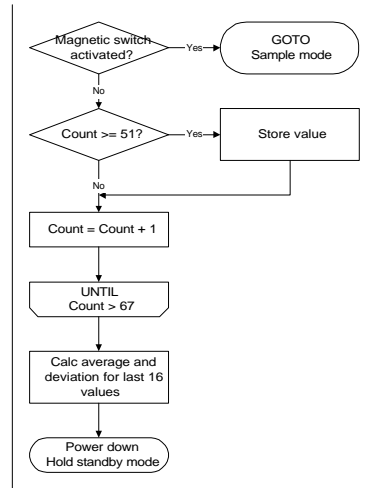 Magnetic switch
activated?
Yes
GOTO
Sample mode
No
Count >= 51?
Yes
Store value
No
Count = Count + 1
UNTIL
Count > 67
Calc average and
deviation for last 16
values
Power down
Hold standby mode